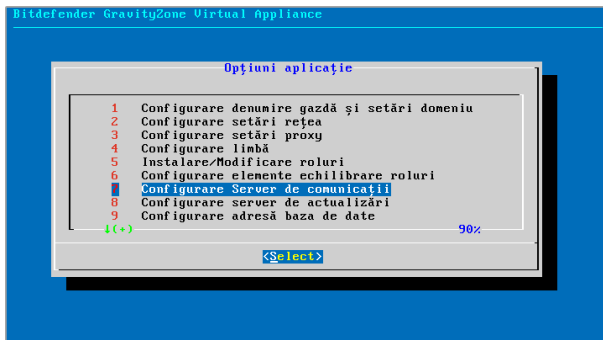 Bitdefender GravityZone Virtual Appliance
Opțiuni aplicație
1 Configurare denumire gazdă și setări domeniu
2 Configurare setări rețea
3 Configurare setări proxy
4 Configurare limbă
5 Instalare/Modificare roluri
6 Configurare elemente echilibrare roluri
7 Configurare Server de comunicații
8 Configurare server de actualizări
9 Configurare adresă baza de date
↓(+) 90%
<Select>